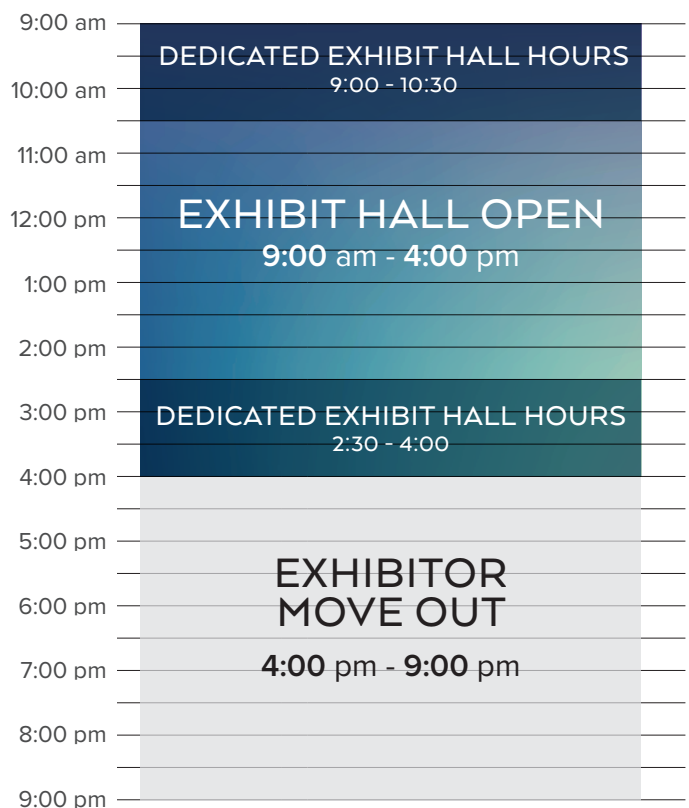 9:00 am
DEDICATED EXHIBIT HALL HOURS
9:00 - 10:30
10:00 am
11:00 am
EXHIBIT HALL OPEN
12:00 pm
9:00 am - 4:00 pm
1:00 pm
2:00 pm
3:00 pm
DEDICATED EXHIBIT HALL HOURS
2:30 - 4:00
4:00 pm
5:00 pm
EXHIBITOR
MOVE OUT
6:00 pm
4:00 pm - 9:00 pm
7:00 pm
8:00 pm
9:00 pm